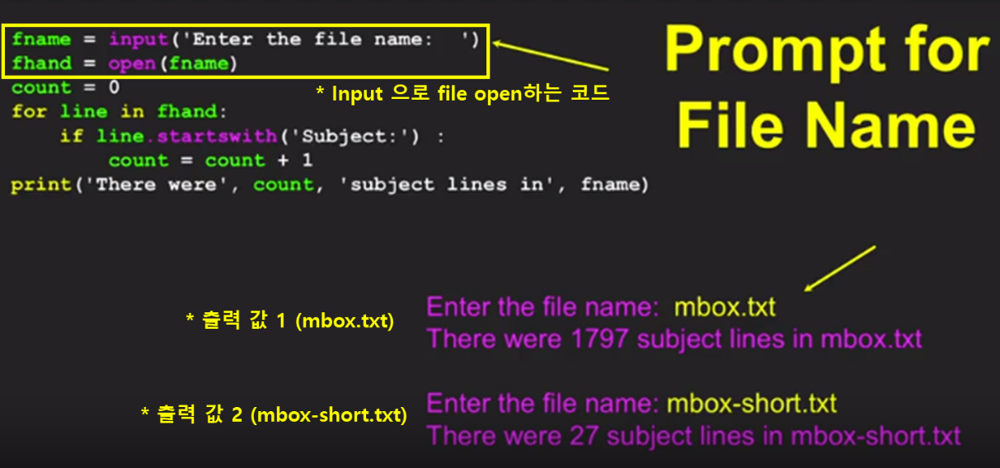 fname = input('Enter the file name:  ')
fhand = open(fname)
count = 0
for line in fhand:
    if line.startswith('Subject:') :
        count = count + 1
print('There were', count, 'subject lines in', fname)
* Input 으로 file open하는 코드
Prompt for
File Name
* 출력 값 1 (mbox.txt)
Enter the file name:  mbox.txt
There were 1797 subject lines in mbox.txt
* 출력 값 2 (mbox-short.txt)
Enter the file name: mbox-short.txt
There were 27 subject lines in mbox-short.txt